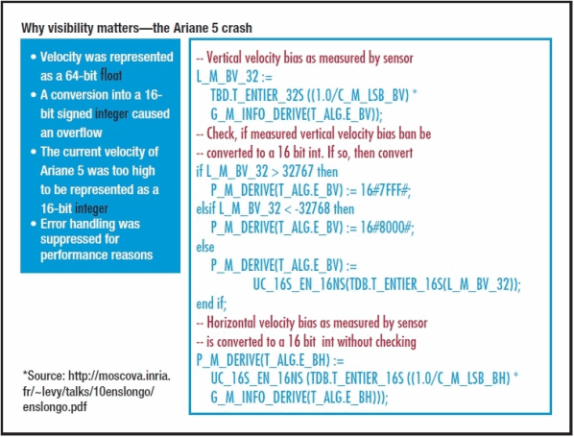 Why visibility matters—the Ariane 5 crash
• Velocity was represented
as a 64-bit float
• A conversion into a 16-
bit signed integer caused
an overflow
• The current velocity of
Ariane 5 was too high
to be represented as a
16-bit integer
• Error handling was
suppressed for
performance reasons
*Source: http://moscova.inria.
fr/~levy/talks/10enslongo/
enslongo.pdf
-- Vertical velocity bias as measured by sensor
L_M_BV_32 :=
TBD.T_ENTIER_32S ((1.0/C_M_LSB_BV) *
G_M_INFO_DERIVE(T_ALG.E_BV));
-- Check, if measured vertical velocity bias ban be
-- converted to a 16 bit int. If so, then convert
if L_M_BV_32 > 32767 then
P_M_DERIVE(T_ALG.E_BV) := 16#7FFF#;
elsif L_M_BV_32 < -32768 then
P_M_DERIVE(T_ALG.E_BV) := 16#8000#;
else
P_M_DERIVE(T_ALG.E_BV) :=
UC_16S_EN_16NS(TDB.T_ENTIER_16S(L_M_BV_32));
end if;
-- Horizontal velocity bias as measured by sensor
-- is converted to a 16 bit int without checking
P_M_DERIVE(T_ALG.E_BH) :=
UC_16S_EN_16NS (TDB.T_ENTIER_16S ((1.0/C_M_LSB_BH) *
G_M_INFO_DERIVE(T_ALG.E_BH)));